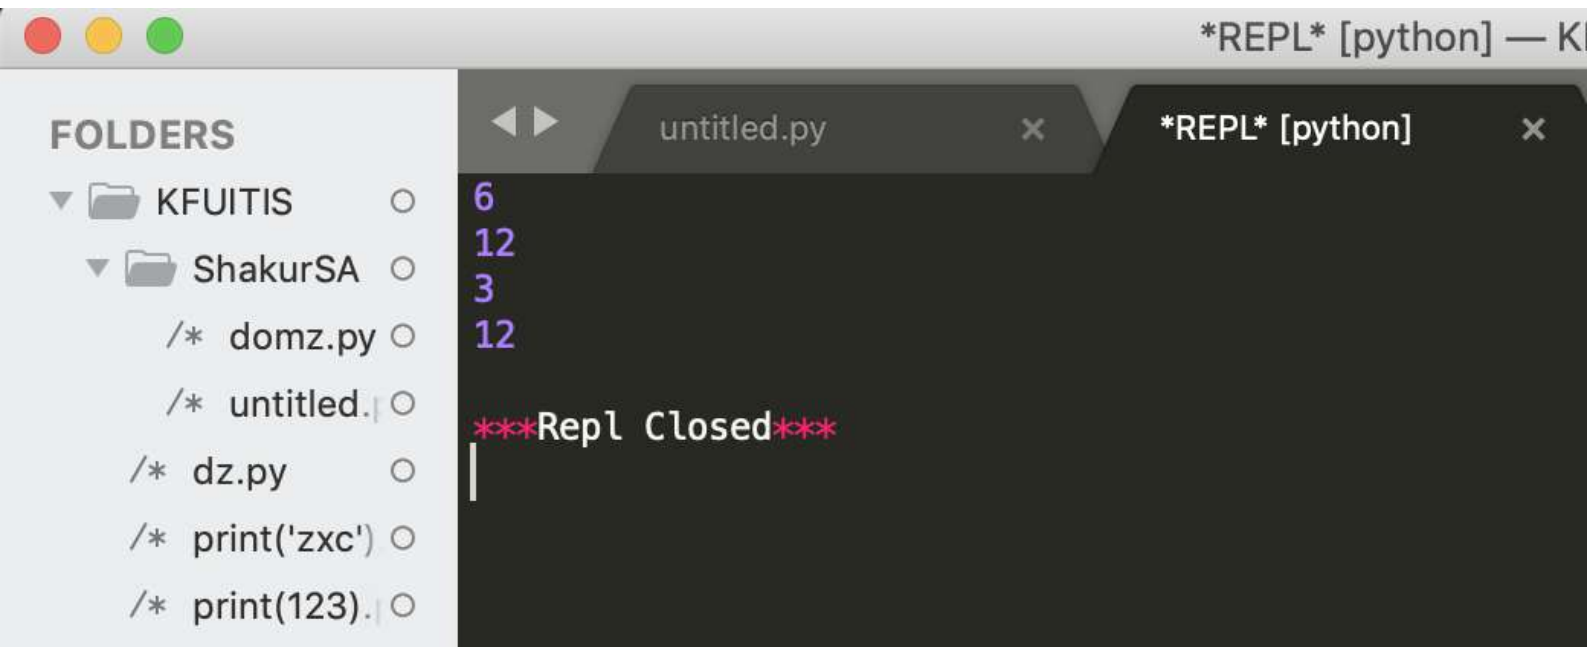 *REPL* [python] —
FOLDERS
KFUITIS
ShakurSA
/* domz.py
/* untitled.
/* dz.py
/* print('zxc')
/* print(123).
untitled.py
*REPL* [python]
6
12
3
12
***Repl Closed***